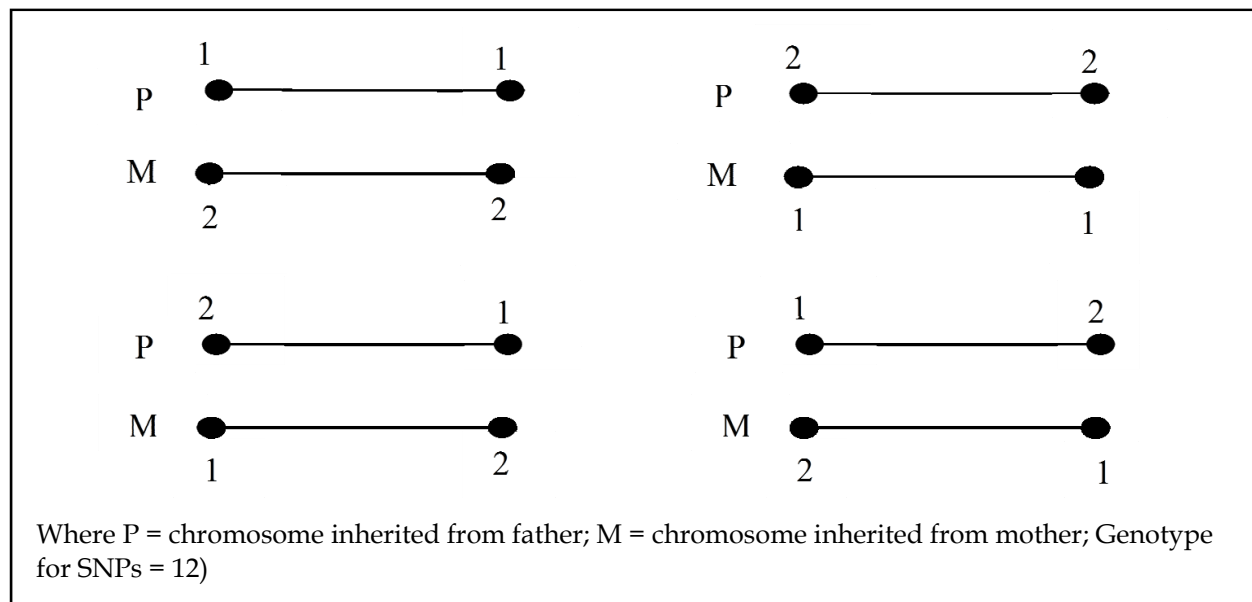 1 1 2 2
P P
M M
2 2 1 1
2 1 1 2
P P
M M
1 2 2 1
Where P = chromosome inherited from father; M = chromosome inherited from mother; Genotype
for SNPs = 12)